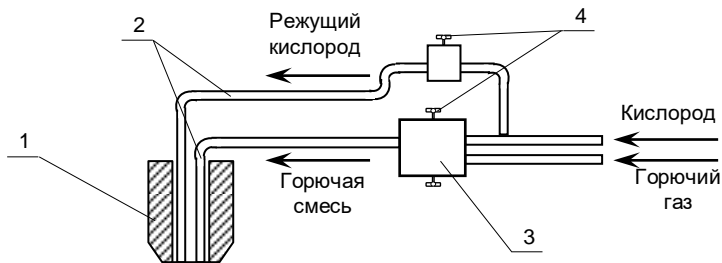 2
Режущий
кислород
4
Кислород
1
Горючая
смесь
Горючий
газ
3